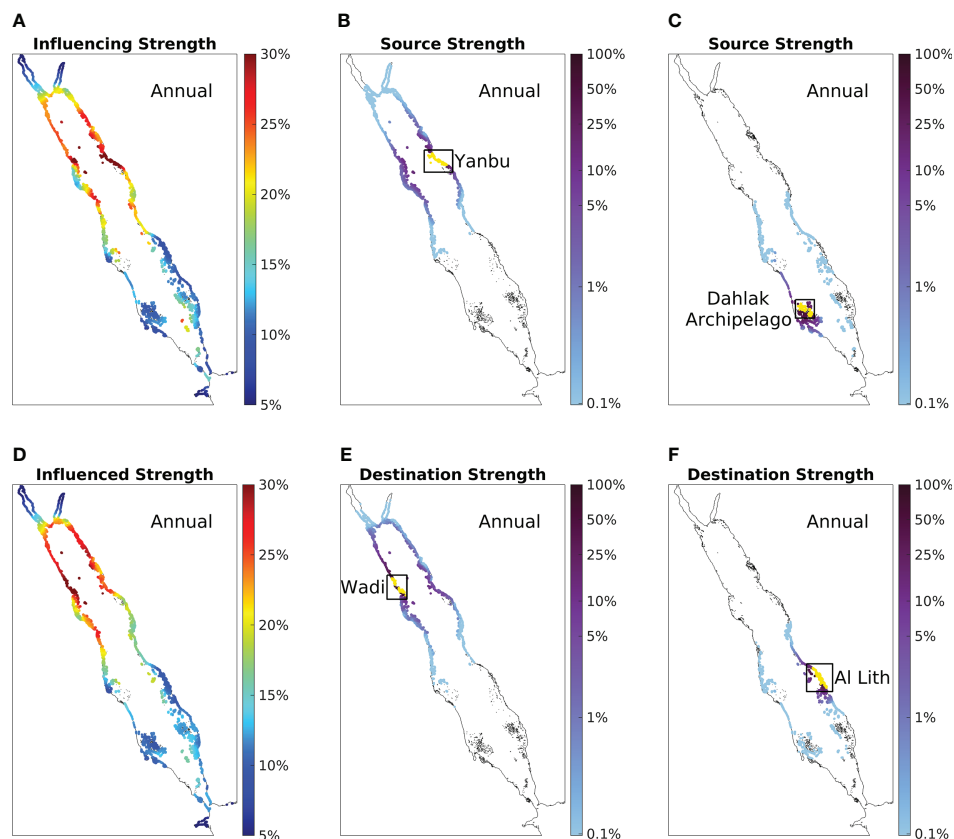 A
Influencing Strength
Annual
30%
25%
20%
15%
10%
5%
B
Source Strength
Annual
Yanbu
100%
50%
25%
10%
5%
1%
0.1%
C
Source Strength
Annual
Dahlak
Archipelago
100%
50%
25%
10%
5%
1%
0.1%
D
Influenced Strength
Annual
30%
25%
20%
15%
10%
5%
E
Destination Strength
Annual
Wadi
100%
50%
25%
10%
5%
1%
0.1%
F
Destination Strength
Annual
Al Lith
100%
50%
25%
10%
5%
1%
0.1%